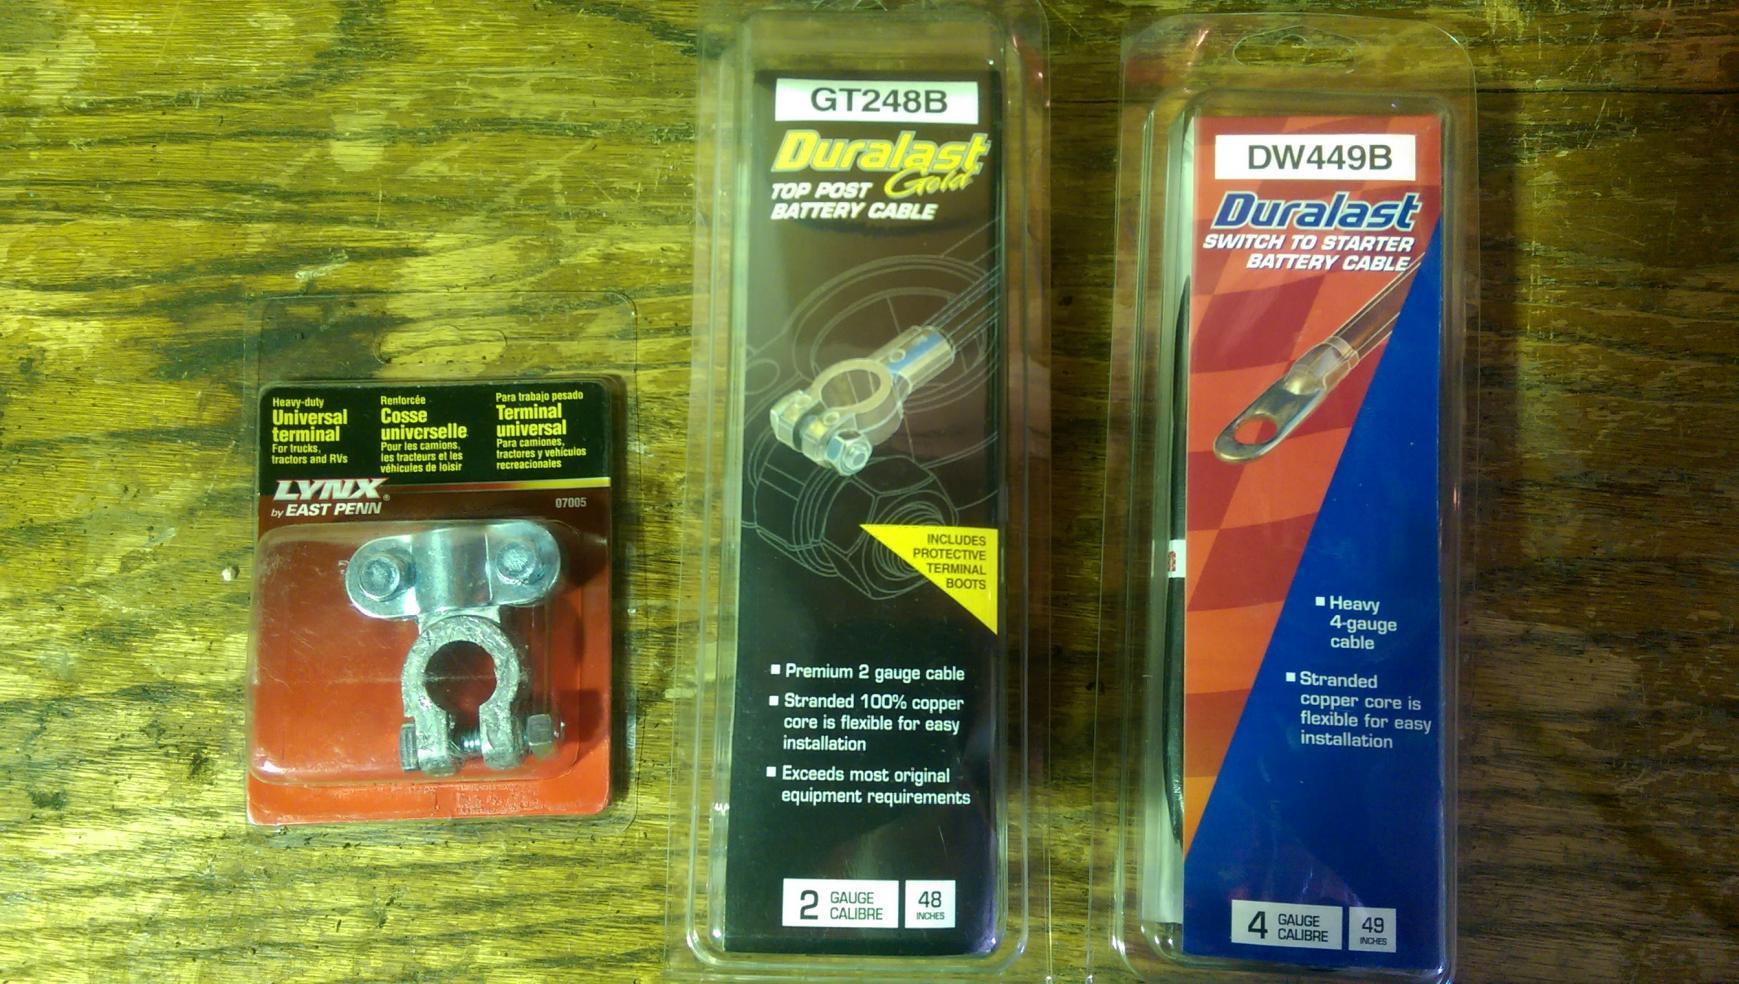 Heavy-duty
Universal
terminal
For trucks,
tractors and RVs
Renforcée
Cosse
universelle
Pour les camions,
les tracteurs et les
véhicules de loisir
Para trabajo pesado
Terminal
universal
Para camiones,
tractores y vehículos
recreacionales
LYNX®
by EAST PENN
07005
GT248B
Duralast
Gold
TOP POST
BATTERY CABLE
INCLUDES
PROTECTIVE
TERMINAL
BOOTS
■ Premium 2 gauge cable
■ Stranded 100% copper
core is flexible for easy
installation
■ Exceeds most original
equipment requirements
2 GAUGE
CALIBRE
48
INCHES
DW449B
Duralast
SWITCH TO STARTER
BATTERY CABLE
■ Heavy
4-gauge
cable
■ Stranded
copper core is
flexible for easy
installation
4 GAUGE
CALIBRE
49
INCHES